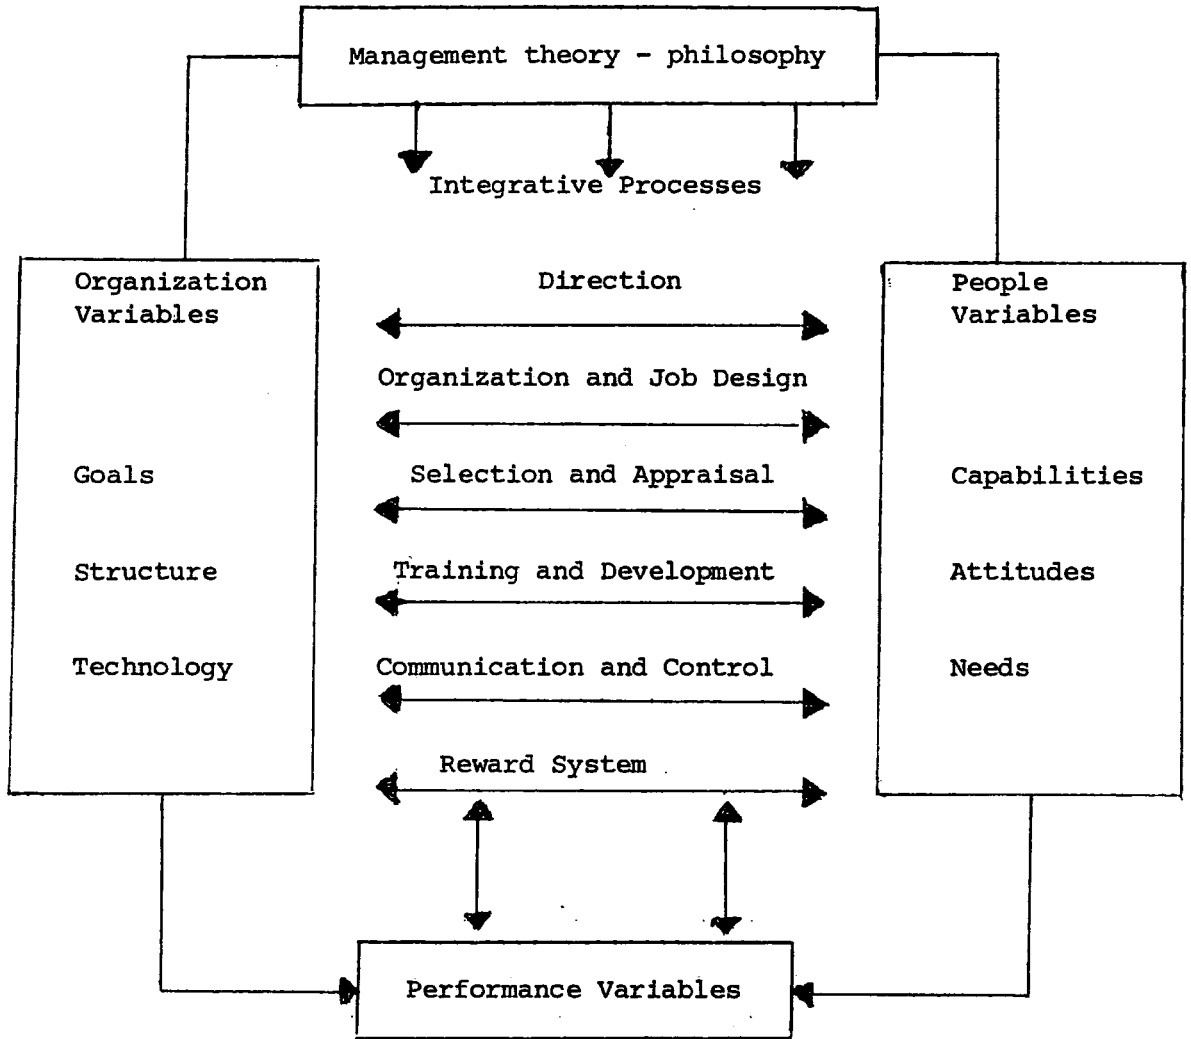 Management theory - philosophy
Integrative Processes
Organization
Variables
Goals
Structure
Technology
Direction
Organization and Job Design
Selection and Appraisal
Training and Development
Communication and Control
Reward System
People
Variables
Capabilities
Attitudes
Needs
Performance Variables